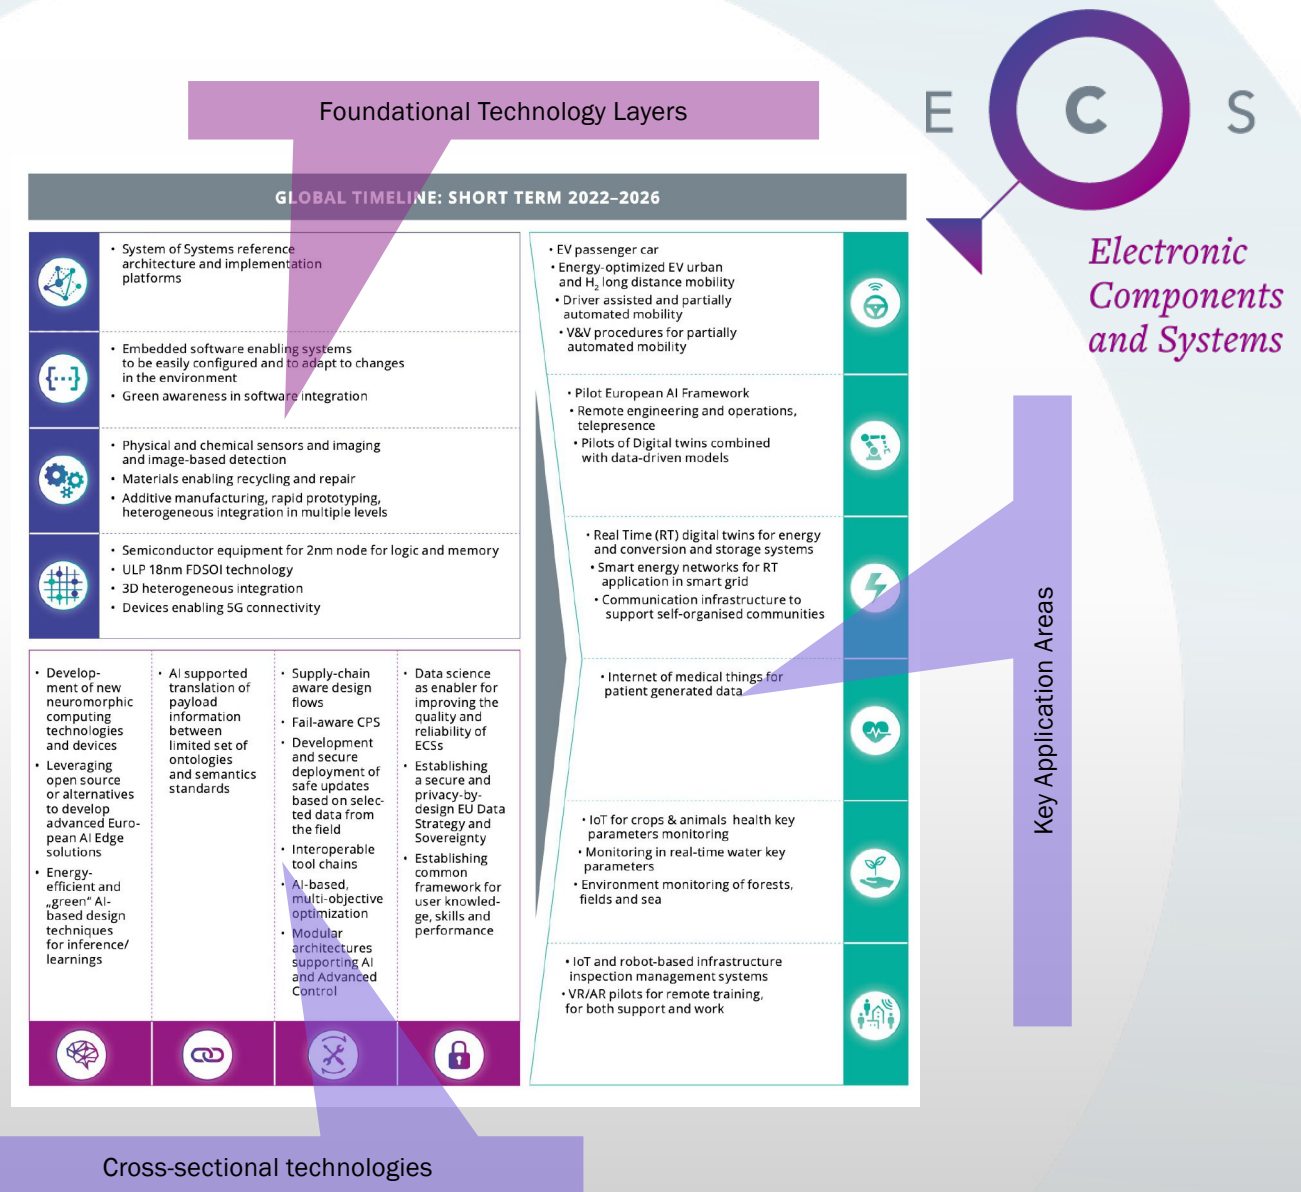 Foundational Technology Layers
E C S
Electronic
Components
and Systems
GLOBAL TIMELINE: SHORT TERM 2022–2026
• System of Systems reference
architecture and implementation
platforms
• Embedded software enabling systems
to be easily configured and to adapt to changes
in the environment
• Green awareness in software integration
• Physical and chemical sensors and imaging
and image-based detection
• Materials enabling recycling and repair
• Additive manufacturing, rapid prototyping,
heterogeneous integration in multiple levels
• Semiconductor equipment for 2nm node for logic and memory
• ULP 18nm FDSOI technology
• 3D heterogeneous integration
• Devices enabling 5G connectivity
• Develop-
ment of new
neuromorphic
computing
technologies
and devices
• Leveraging
open source
or alternatives
to develop
advanced Euro-
pean AI Edge
solutions
• Energy-
efficient and
„green“ AI-
based design
techniques
for inference/
learnings
• AI supported
translation of
payload
information
between
limited set of
ontologies
and semantics
standards
• Supply-chain
aware design
flows
• Fail-aware CPS
• Development
and secure
deployment of
safe updates
based on selec-
ted data from
the field
• Interoperable
tool chains
• AI-based,
multi-objective
optimization
• Modular
architectures
supporting AI
and Advanced
Control
• Data science
as enabler for
improving the
quality and
reliability of
ECSs
• Establishing
a secure and
privacy-by-
design EU Data
Strategy and
Sovereignty
• Establishing
common
framework for
user knowled-
ge, skills and
performance
• EV passenger car
• Energy-optimized EV urban
and H₂ long distance mobility
• Driver assisted and partially
automated mobility
• V&V procedures for partially
automated mobility
• Pilot European AI Framework
• Remote engineering and operations,
telepresence
• Pilots of Digital twins combined
with data-driven models
• Real Time (RT) digital twins for energy
and conversion and storage systems
• Smart energy networks for RT
application in smart grid
• Communication infrastructure to
support self-organised communities
• Internet of medical things for
patient generated data
• IoT for crops & animals health key
parameters monitoring
• Monitoring in real-time water key
parameters
• Environment monitoring of forests,
fields and sea
• IoT and robot-based infrastructure
inspection management systems
• VR/AR pilots for remote training,
for both support and work
Key Application Areas
Cross-sectional technologies